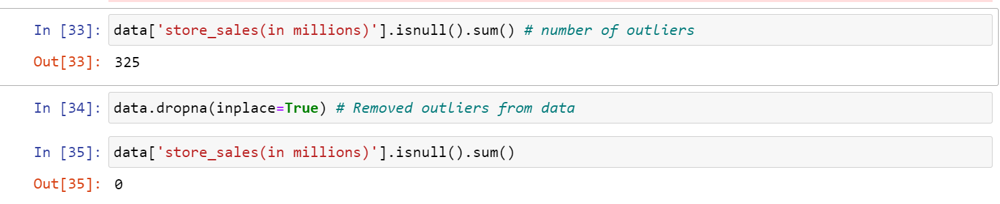 In [33]: data['store_sales(in millions)'].isnull().sum() # number of outliers
Out[33]: 325
In [34]: data.dropna(inplace=True) # Removed outliers from data
In [35]: data['store_sales(in millions)'].isnull().sum()
Out[35]: 0